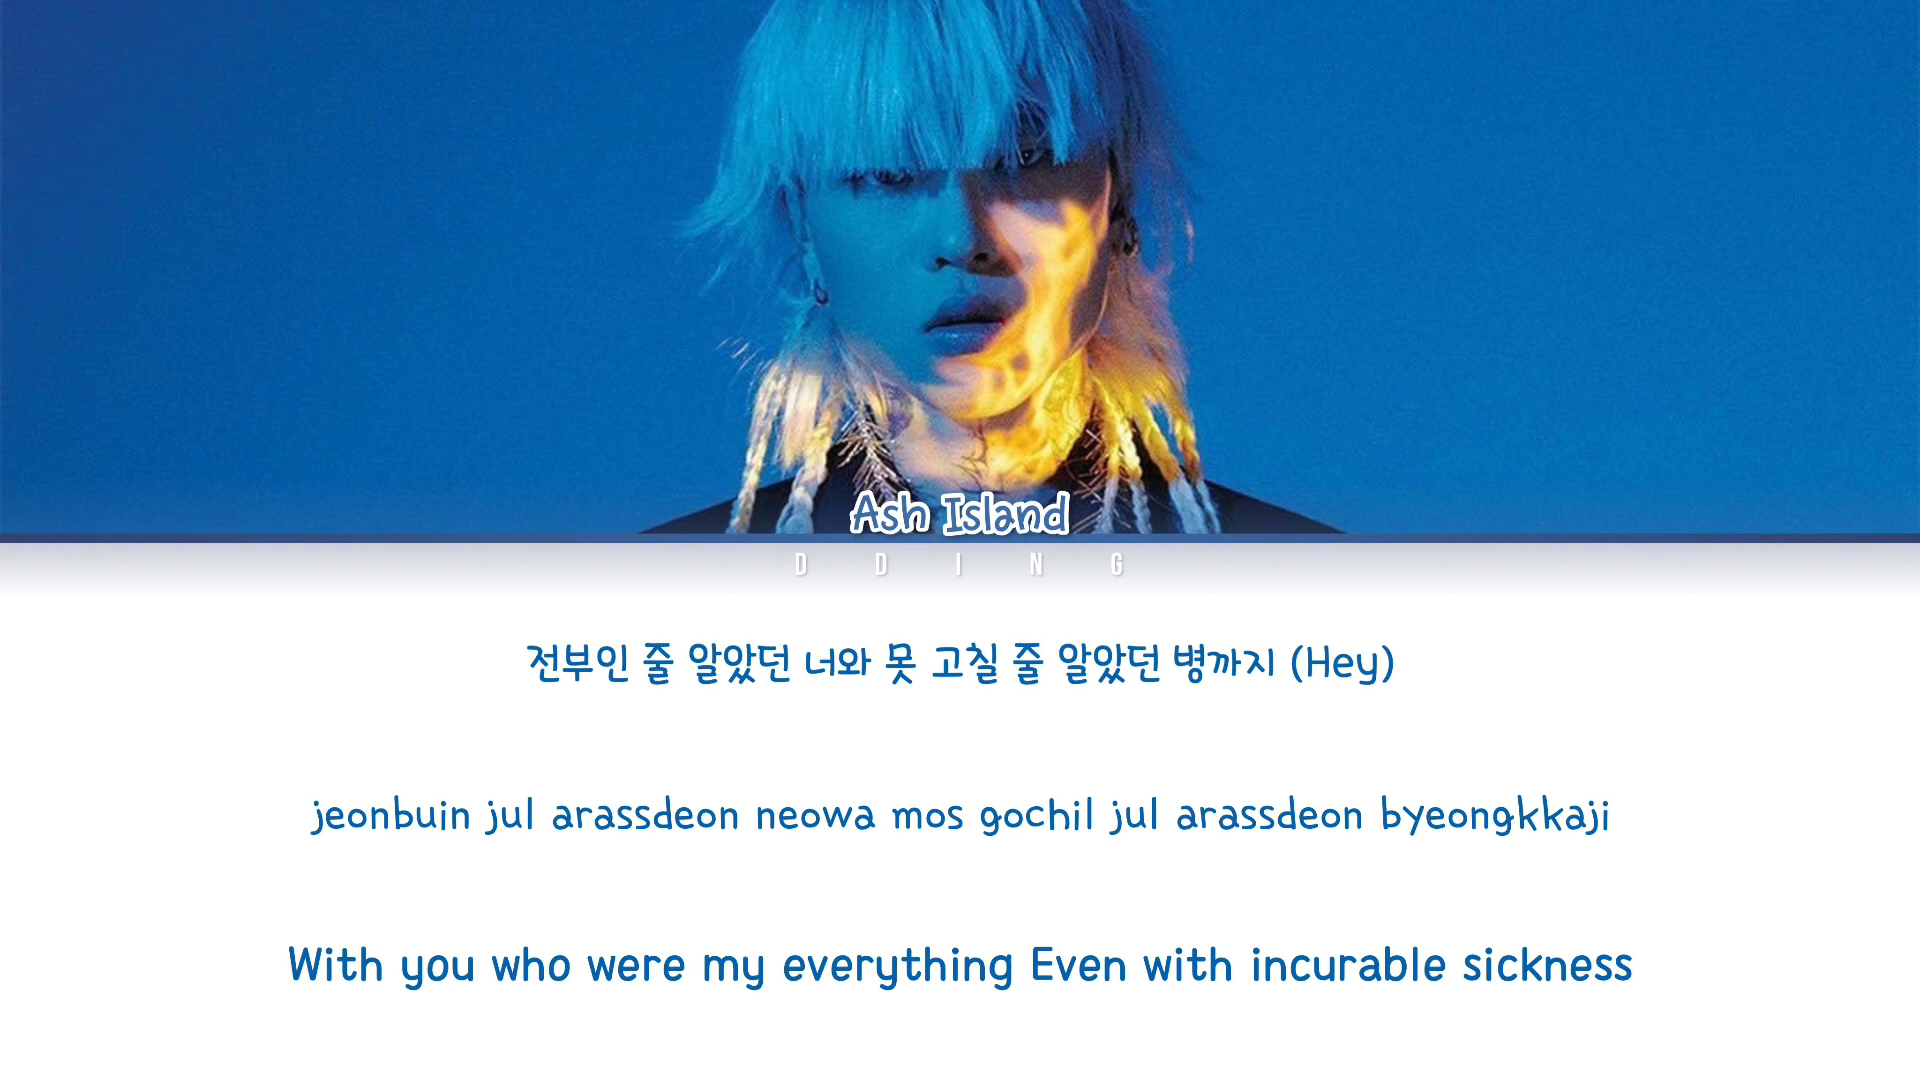 Ash Island
DDING
전부인 줄 알았던 너와 못 고칠 줄 알았던 병까지 (Hey)
jeonbuin jul arassdeon neowa mos gochil jul arassdeon byeongkkaji
With you who were my everything Even with incurable sickness